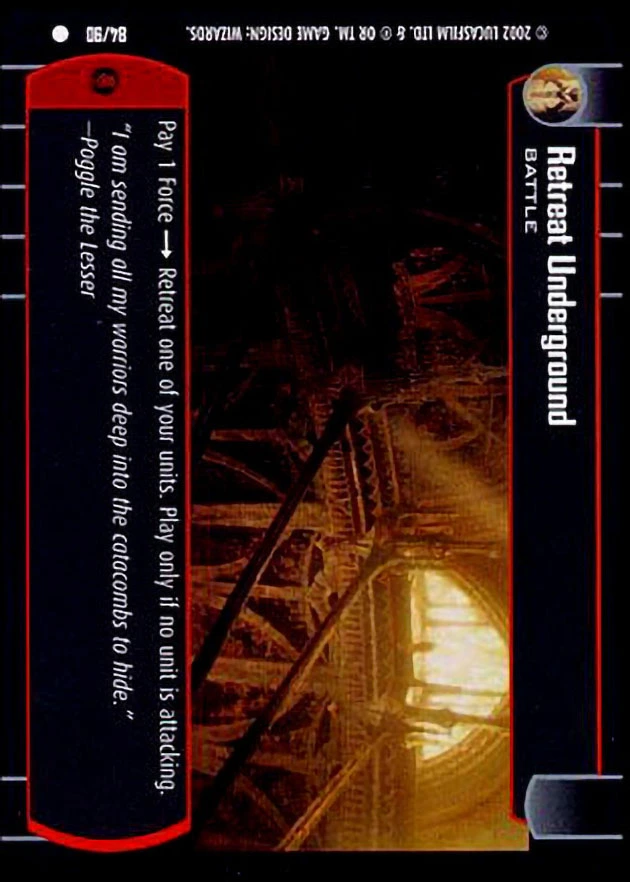 Retreat Underground
BATTLE
Pay 1 Force → Retreat one of your units. Play only if no unit is attacking.
"I am sending all my warriors deep into the catacombs to hide."
—Poggle the Lesser
84/90
© 2002 LUCASFILM LTD. & ® OR TM. GAME DESIGN: WIZARDS.